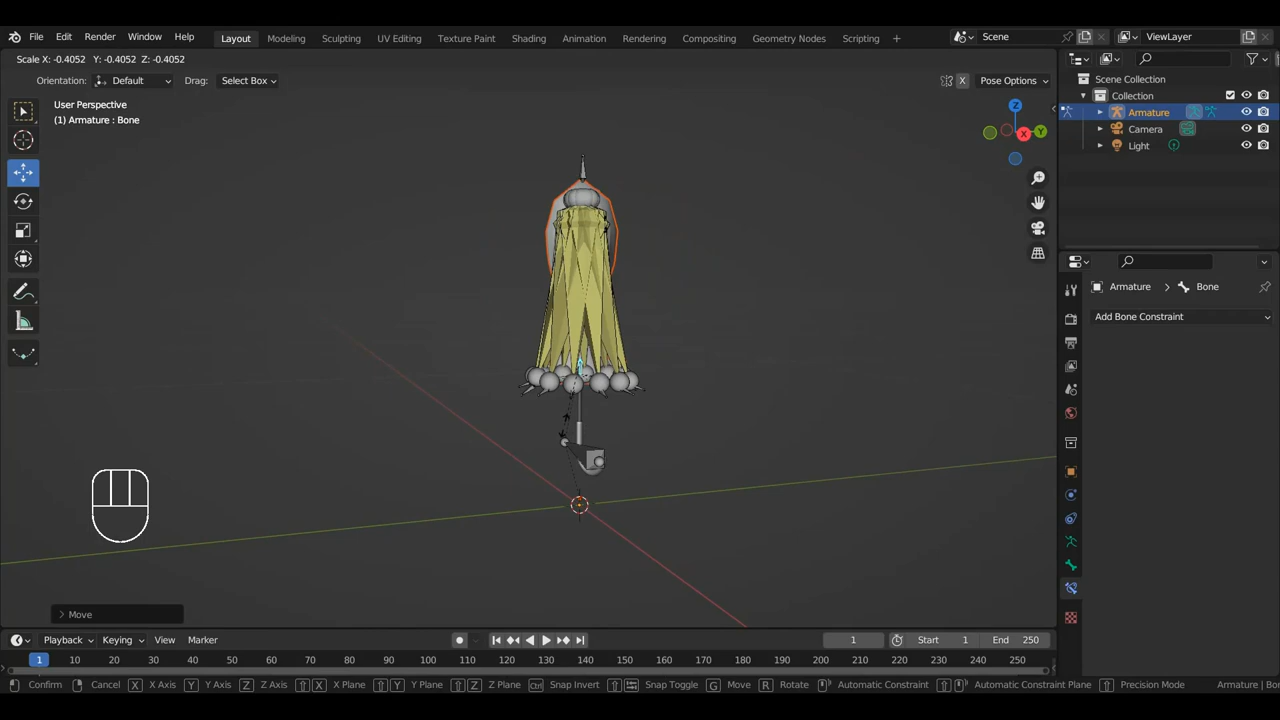 File Edit Render Window Help Layout Modeling Sculpting UV Editing Texture Paint Shading Animation Rendering Compositing Geometry Nodes Scripting + Scene ViewLayer
Scale X: -0.4052 Y: -0.4052 Z: -0.4052
Orientation: Default Drag: Select Box X Pose Options
User Perspective
(1) Armature : Bone
Z
X
Y
Scene Collection
Collection
Armature
Camera
Light
Armature > Bone
Add Bone Constraint
> Move
Playback Keying View Marker 1 Start 1 End 250
1 10 20 30 40 50 60 70 80 90 100 110 120 130 140 150 160 170 180 190 200 210 220 230 240 250
Confirm Cancel X X Axis Y Y Axis Z Z Axis X X Plane Y Y Plane Z Z Plane Ctrl Snap Invert Snap Toggle G Move R Rotate Automatic Constraint Automatic Constraint Plane Precision Mode Armature | Bon